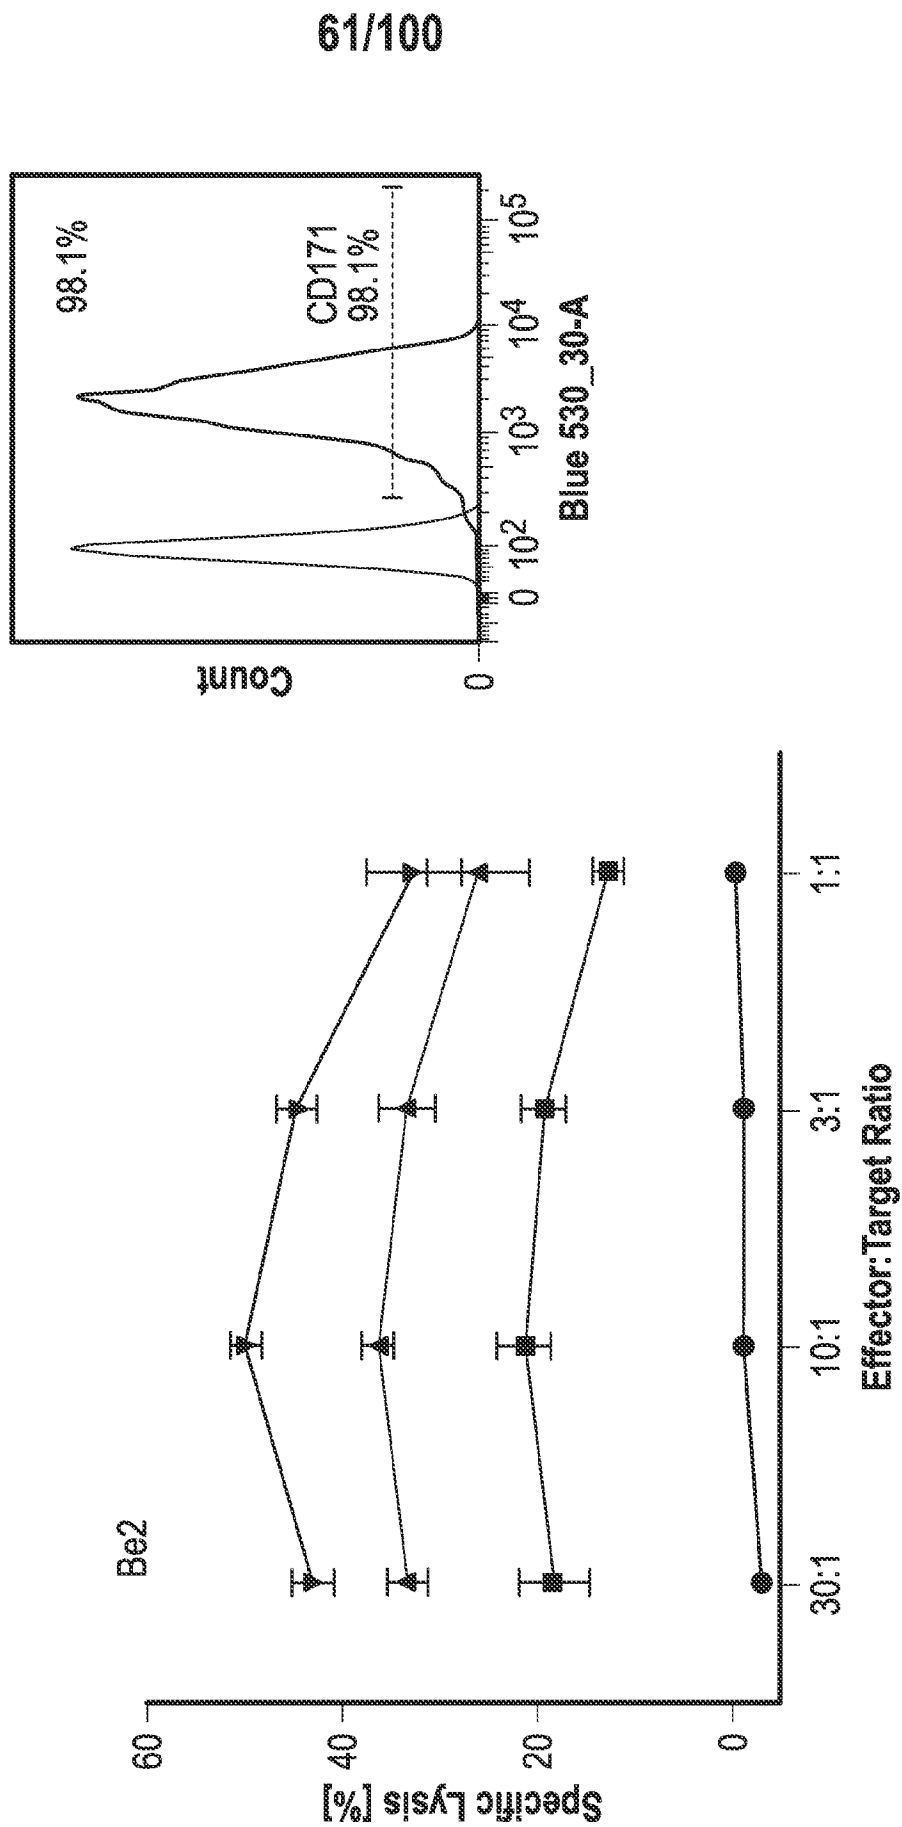 61/100
Be2
Specific Lysis [%]
60
40
20
0
30:1
10:1
3:1
1:1
Effector:Target Ratio
Count
0
98.1%
CD171
98.1%
0
10²
10³
10⁴
10⁵
Blue 530_30-A